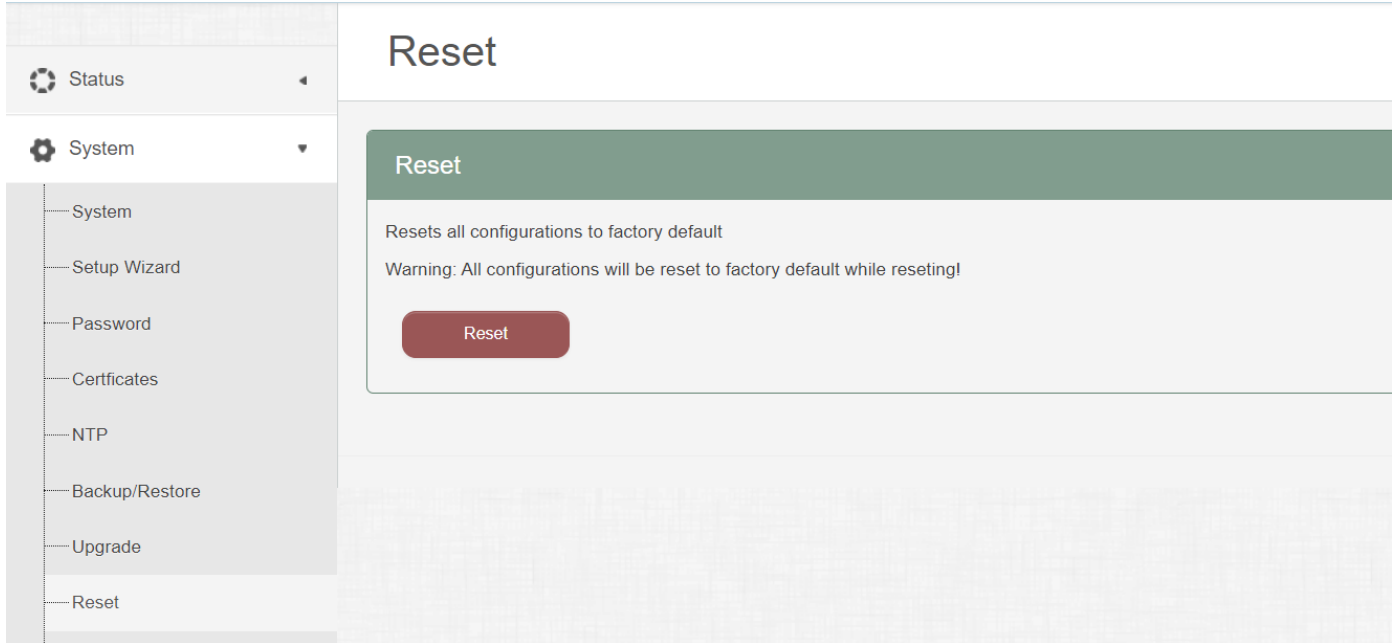 Reset
Status
System
System
Setup Wizard
Password
Certficates
NTP
Backup/Restore
Upgrade
Reset
Reset
Resets all configurations to factory default
Warning: All configurations will be reset to factory default while reseting!
Reset